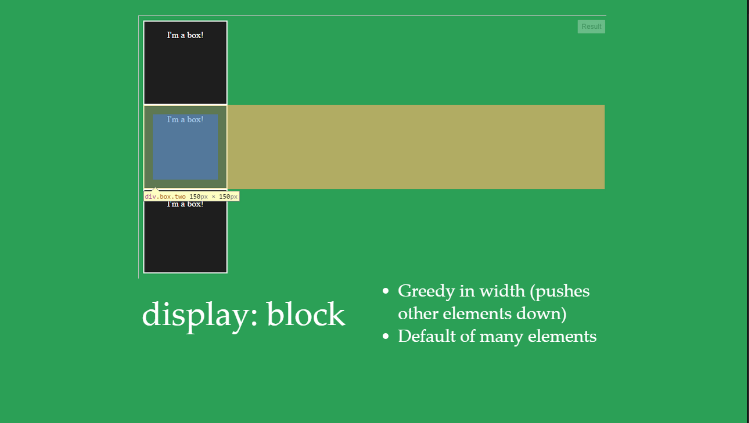 I'm a box!
Result
I'm a box!
div.box.two 150px × 150px
I'm a box!
display: block
• Greedy in width (pushes
other elements down)
• Default of many elements